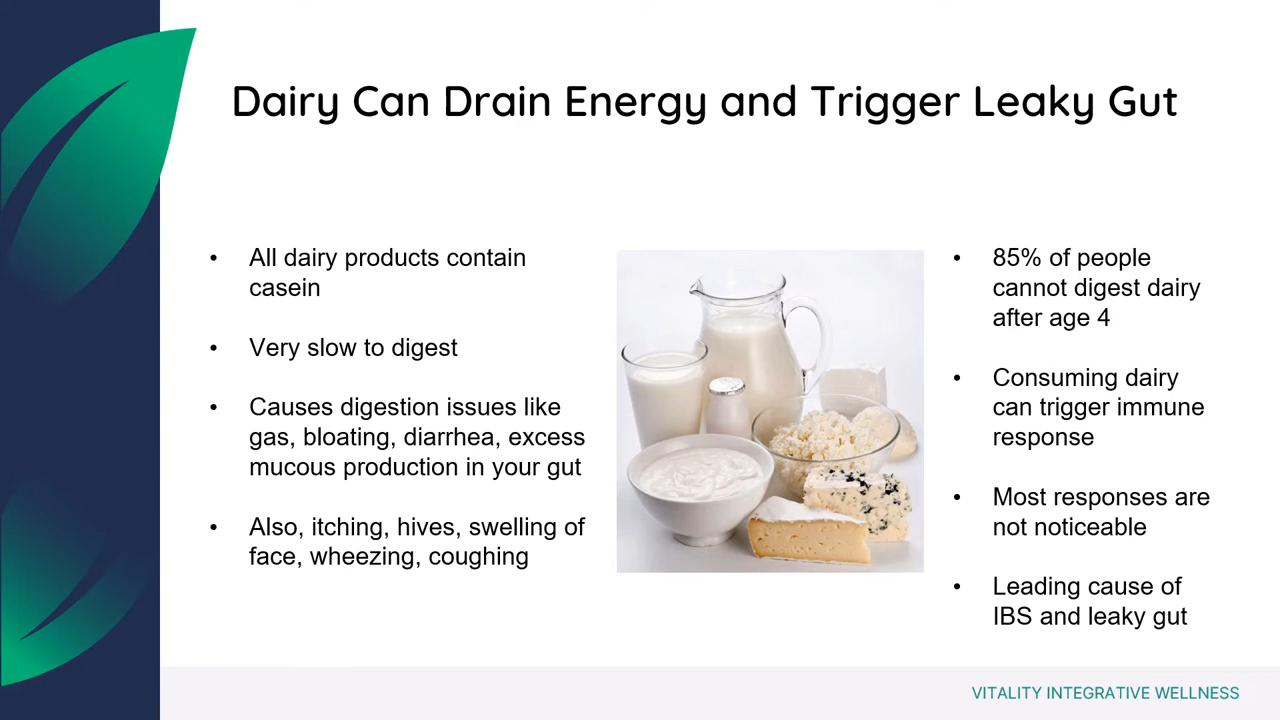 Dairy Can Drain Energy and Trigger Leaky Gut
• All dairy products contain
casein
• Very slow to digest
• Causes digestion issues like
gas, bloating, diarrhea, excess
mucous production in your gut
• Also, itching, hives, swelling of
face, wheezing, coughing
• 85% of people
cannot digest dairy
after age 4
• Consuming dairy
can trigger immune
response
• Most responses are
not noticeable
• Leading cause of
IBS and leaky gut
VITALITY INTEGRATIVE WELLNESS